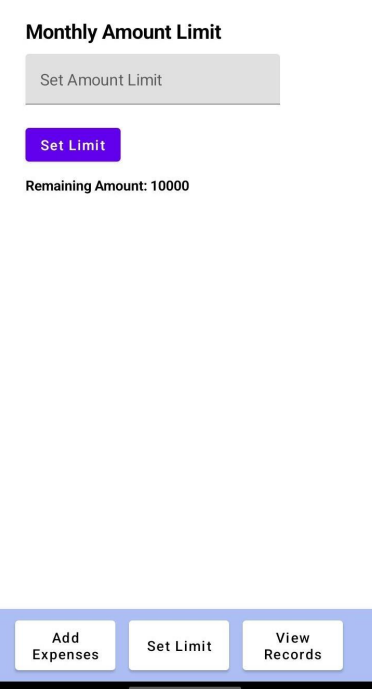 Monthly Amount Limit
Set Amount Limit
Set Limit
Remaining Amount: 10000
Add
Expenses
Set Limit
View
Records